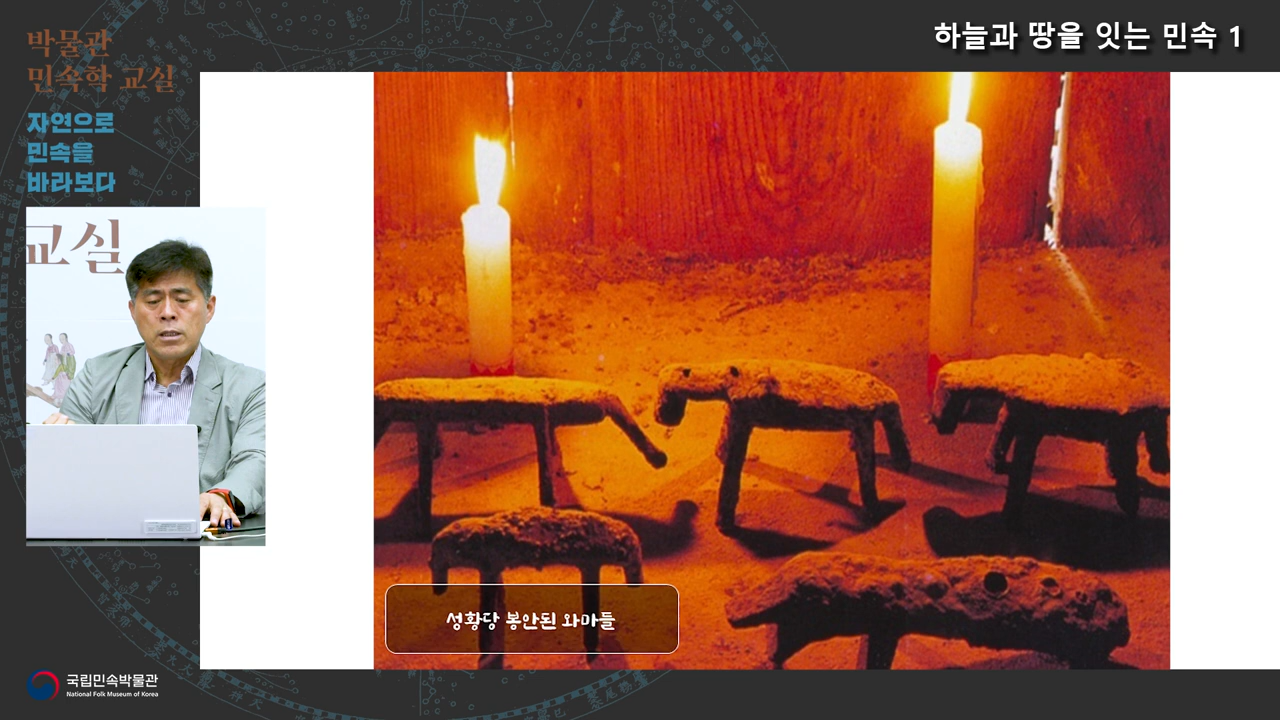 박물관
민속학 교실
자연으로
민속을
바라보다
하늘과 땅을 잇는 민속 1
교실
성황당 봉안된 와마들
국립민속박물관
National Folk Museum of Korea